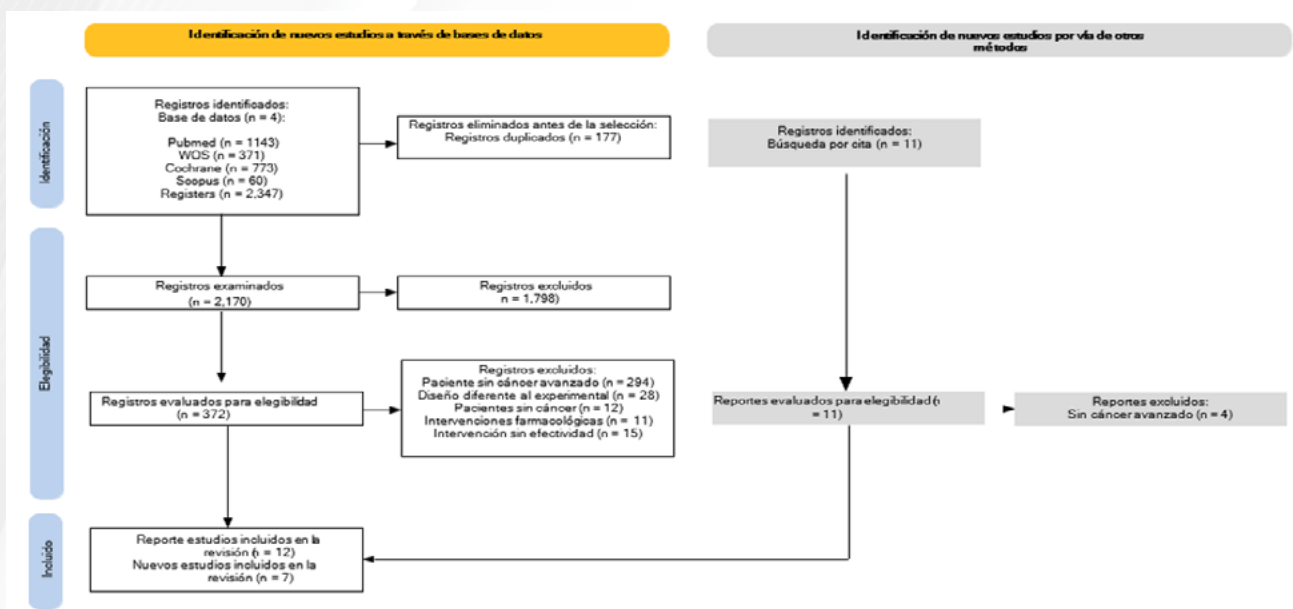 Identificación de nuevos estudios a través de bases de datos
Identificación de nuevos estudios por vía de otros
métodos
Identificación
Registros identificados:
Base de datos (n = 4):
Pubmed (n = 1143)
WOS (n = 371)
Cochrane (n = 773)
Scopus (n = 60)
Registers (n = 2,347)
Registros eliminados antes de la selección:
Registros duplicados (n = 177)
Registros identificados:
Búsqueda por cita (n = 11)
Elegibilidad
Registros examinados
(n = 2,170)
Registros excluidos
n = 1,798)
Registros evaluados para elegibilidad
(n = 372)
Registros excluidos:
Paciente sin cáncer avanzado (n = 294)
Diseño diferente al experimental (n = 28)
Pacientes sin cáncer (n = 12)
Intervenciones farmacológicas (n = 11)
Intervención sin efectividad (n = 15)
Reportes evaluados para elegibilidad (n
= 11)
Reportes excluidos:
Sin cáncer avanzado (n = 4)
Incluido
Reporte estudios incluidos en la
revisión (n = 12)
Nuevos estudios incluidos en la
revisión (n = 7)